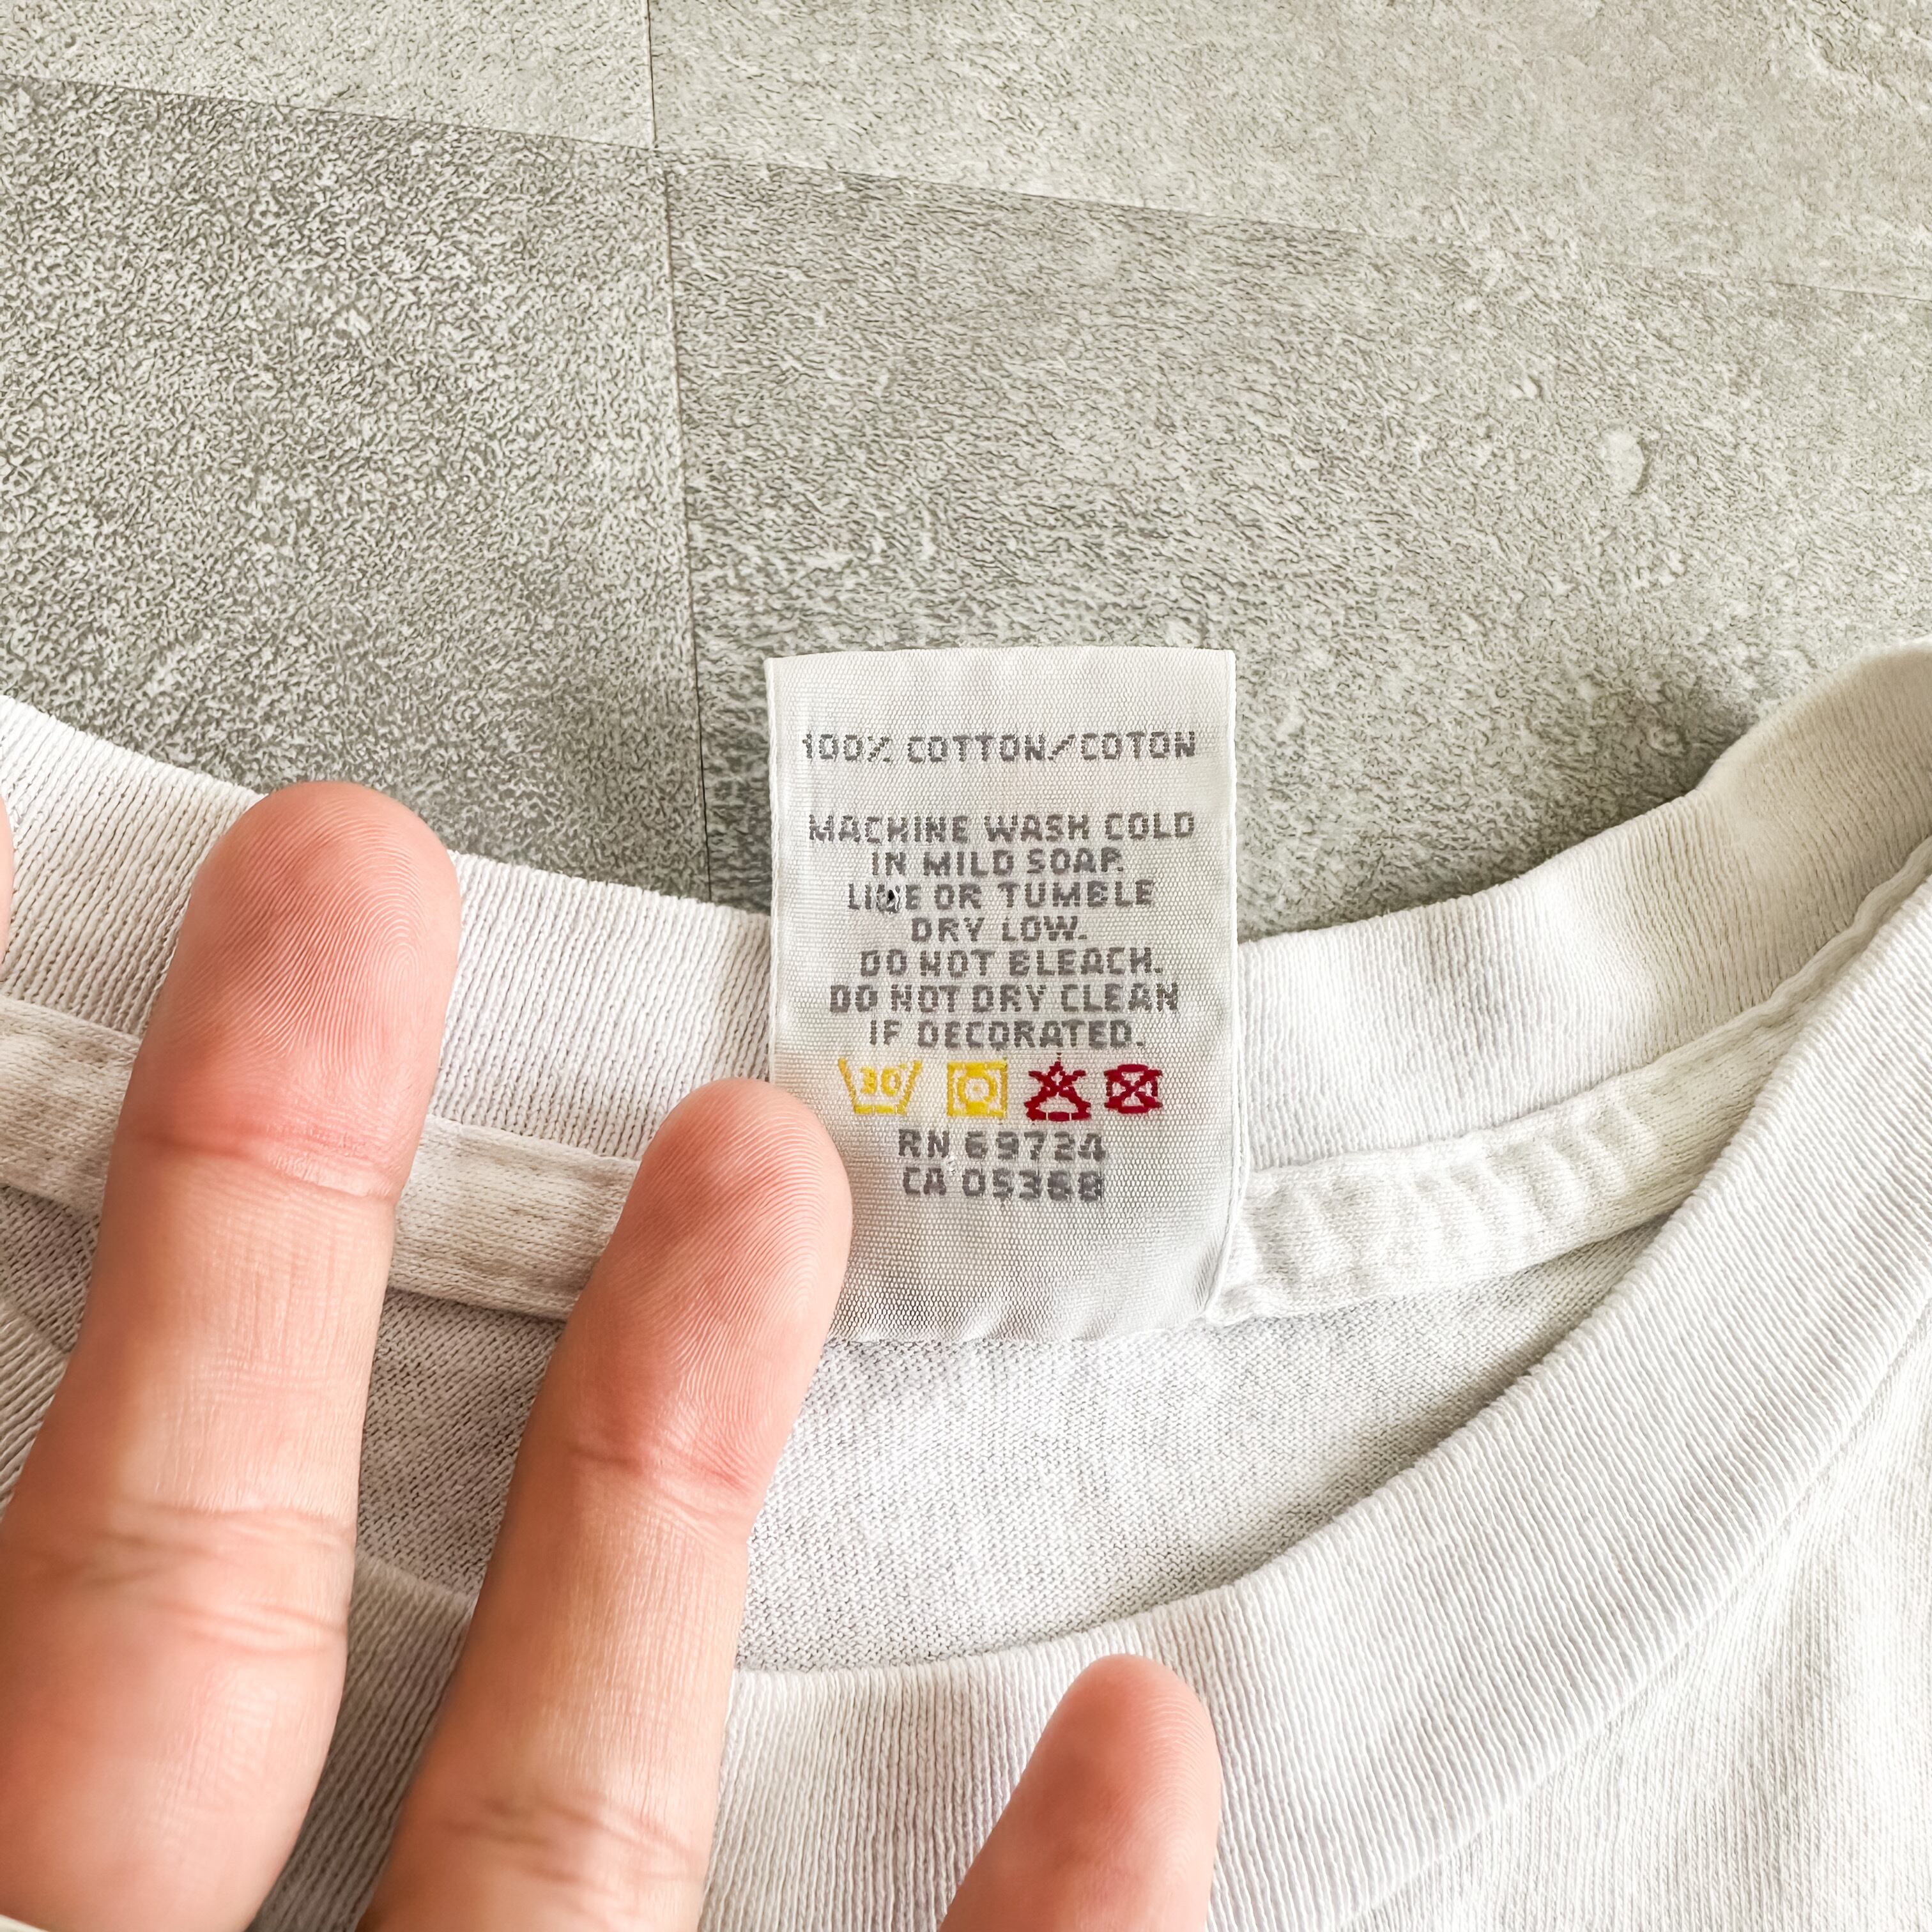 100% COTTON/COTON
MACHINE WASH COLD
IN MILD SOAP.
LINE OR TUMBLE
DRY LOW.
DO NOT BLEACH.
DO NOT DRY CLEAN
IF DECORATED.
30°
RN 69724
CA 05368